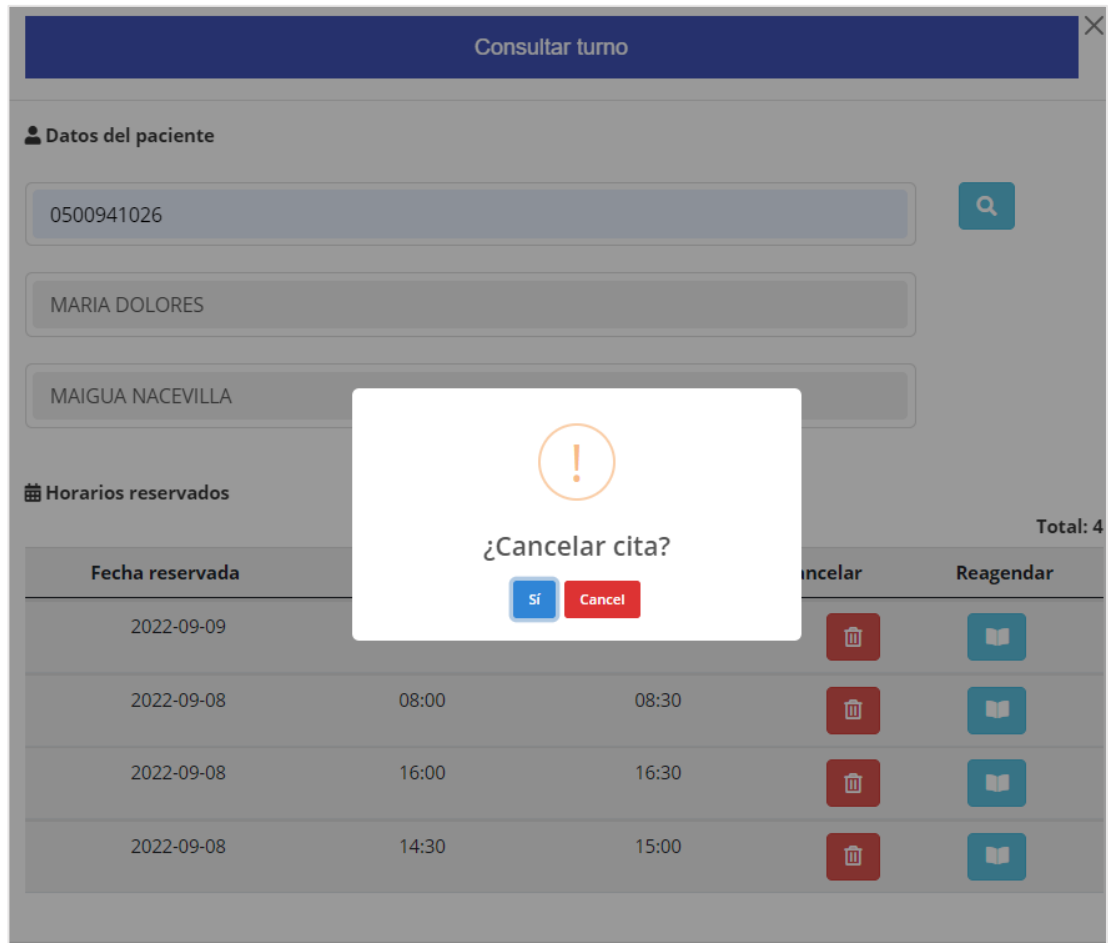 Consultar turno
Datos del paciente
0500941026
MARIA DOLORES
MAIGUA NACEVILLA
Horarios reservados
Total: 4
¿Cancelar cita?
Sí Cancel
Fecha reservada Reagendar
2022-09-09
2022-09-08 08:00 08:30
2022-09-08 16:00 16:30
2022-09-08 14:30 15:00